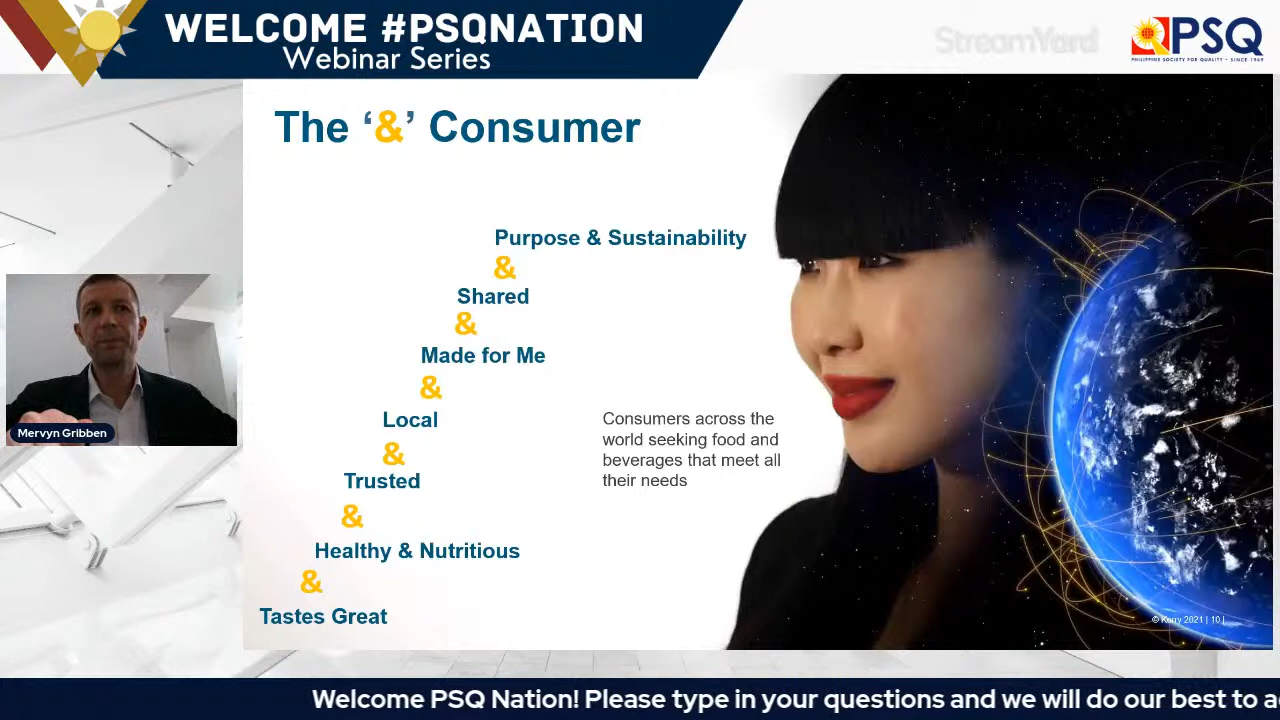 WELCOME #PSQNATION
Webinar Series
StreamYard
PSQ
PHILIPPINE SOCIETY FOR QUALITY • SINCE 1969
The ‘&’ Consumer
Purpose & Sustainability
&
Shared
&
Made for Me
&
Local
&
Trusted
&
Healthy & Nutritious
&
Tastes Great
Consumers across the
world seeking food and
beverages that meet all
their needs
Mervyn Gribben
© Kerry 2021 | 10 |
Welcome PSQ Nation! Please type in your questions and we will do our best to a